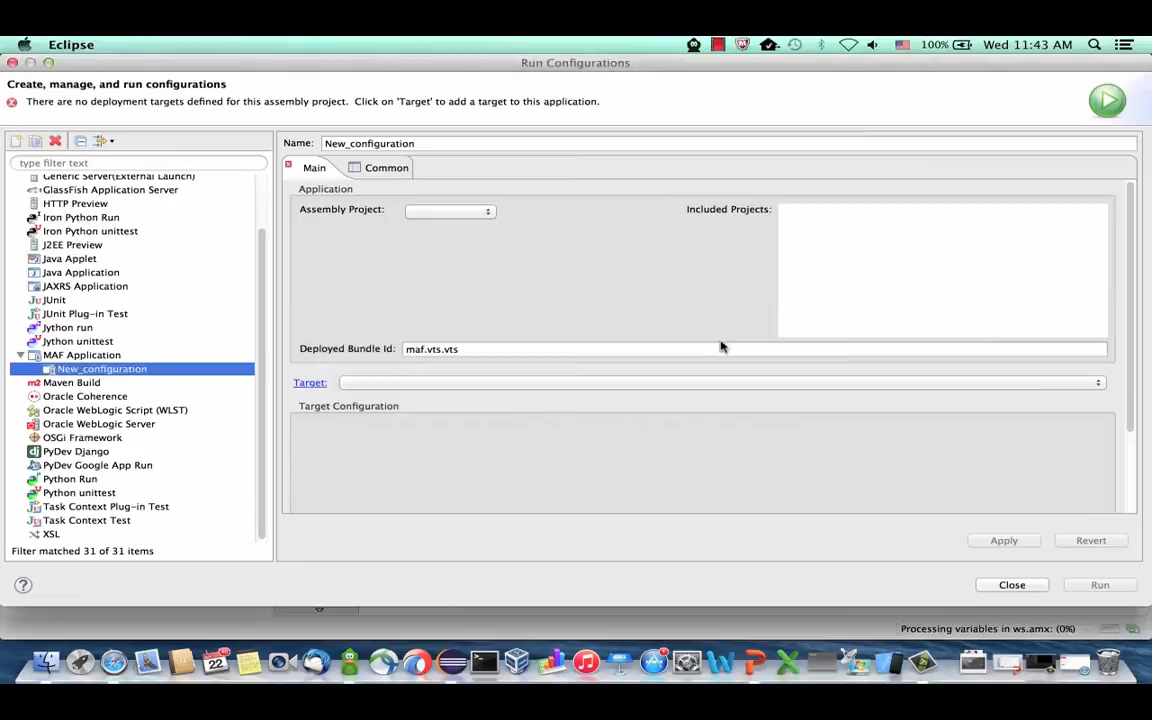 Eclipse
100%
Wed 11:43 AM
Run Configurations
Create, manage, and run configurations
There are no deployment targets defined for this assembly project. Click on 'Target' to add a target to this application.
Name: New_configuration
type filter text
Main
Common
Generic Server(External Launch)
GlassFish Application Server
HTTP Preview
Iron Python Run
Iron Python unittest
J2EE Preview
Java Applet
Java Application
JAXRS Application
JUnit
JUnit Plug-in Test
Jython run
Jython unittest
MAF Application
New_configuration
Maven Build
Oracle Coherence
Oracle WebLogic Script (WLST)
Oracle WebLogic Server
OSGi Framework
PyDev Django
PyDev Google App Run
Python Run
Python unittest
Task Context Plug-in Test
Task Context Test
XSL
Filter matched 31 of 31 items
Application
Assembly Project:
Included Projects:
Deployed Bundle Id: maf.vts.vts
Target:
Target Configuration
Apply
Revert
Close
Run
Processing variables in ws.amx: (0%)